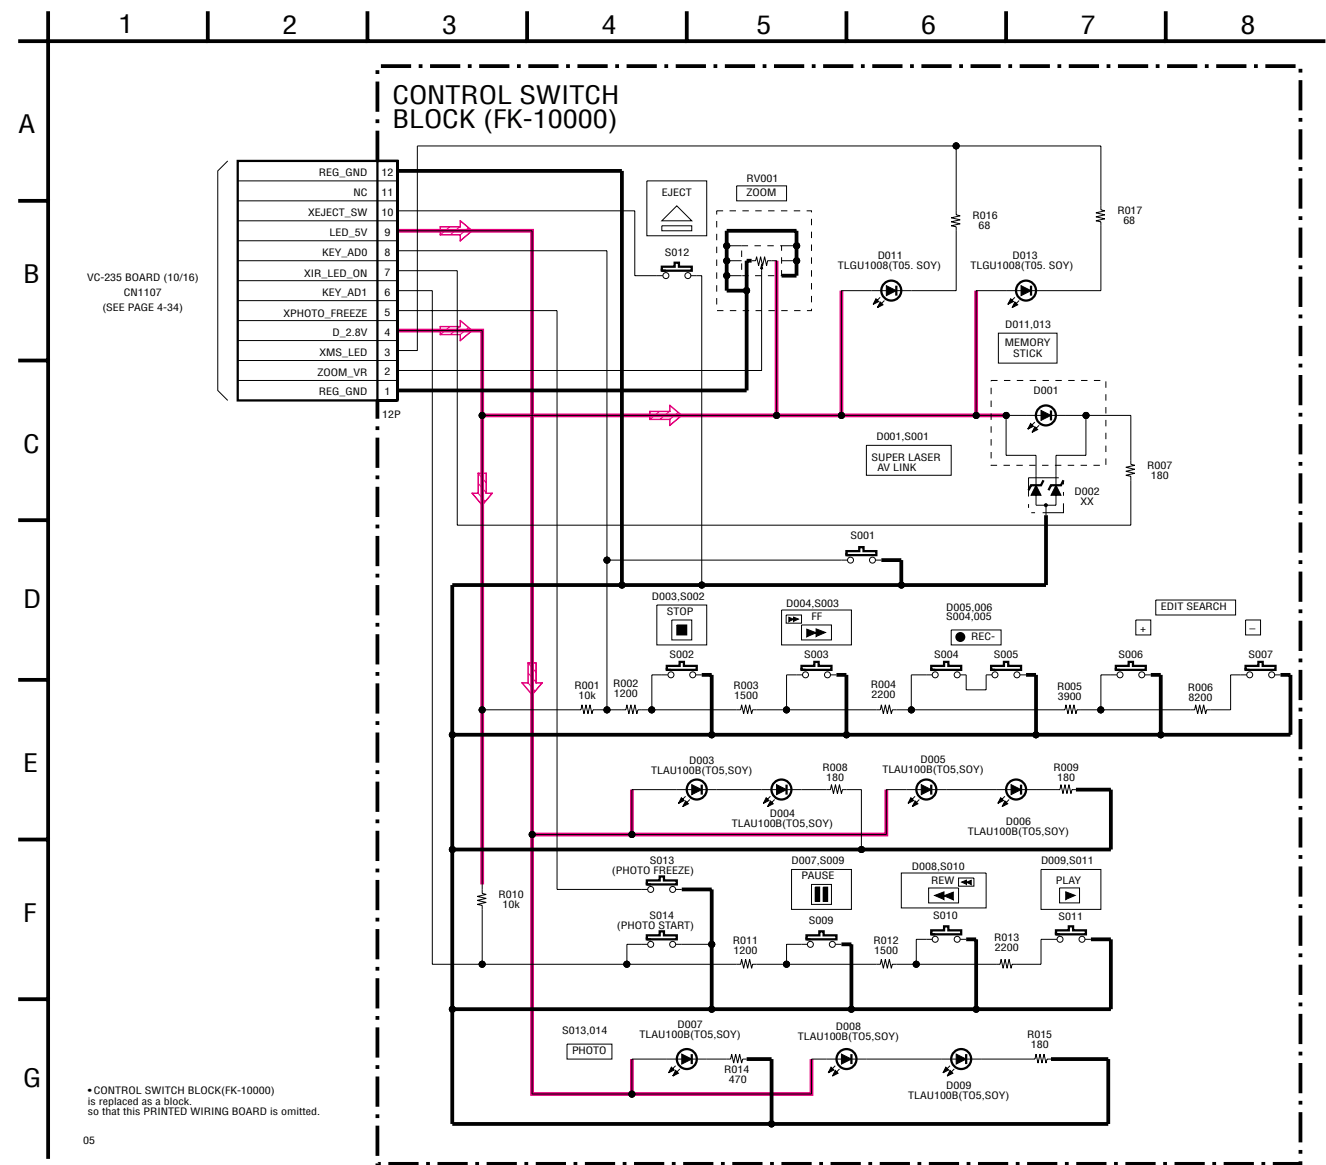 1 2 3 4 5 6 7 8
A
B
C
D
E
F
G
CONTROL SWITCH
BLOCK (FK-10000)
VC-235 BOARD (10/16)
CN1107
(SEE PAGE 4-34)
REG_GND 12
NC 11
XEJECT_SW 10
LED_5V 9
KEY_AD0 8
XIR_LED_ON 7
KEY_AD1 6
XPHOTO_FREEZE 5
D_2.8V 4
XMS_LED 3
ZOOM_VR 2
REG_GND 1
12P
EJECT
S012
RV001
ZOOM
R016
68
R017
68
D011
TLGU1008(T05. SOY)
D013
TLGU1008(T05. SOY)
D011,013
MEMORY
STICK
D001
D001,S001
SUPER LASER
AV LINK
R007
180
D002
XX
S001
D003,S002
STOP
S002
D004,S003
FF
S003
D005,006
S004,005
REC-
S004
S005
EDIT SEARCH
+
−
S006
S007
R001
10k
R002
1200
R003
1500
R004
2200
R005
3900
R006
8200
D003
TLAU100B(TO5,SOY)
D004
TLAU100B(TO5,SOY)
R008
180
D005
TLAU100B(TO5,SOY)
D006
TLAU100B(TO5,SOY)
R009
180
R010
10k
S013
(PHOTO FREEZE)
S014
(PHOTO START)
D007,S009
PAUSE
S009
D008,S010
REW
S010
D009,S011
PLAY
S011
R011
1200
R012
1500
R013
2200
S013,014
PHOTO
D007
TLAU100B(TO5,SOY)
R014
470
D008
TLAU100B(TO5,SOY)
D009
TLAU100B(TO5,SOY)
R015
180
• CONTROL SWITCH BLOCK(FK-10000)
is replaced as a block.
so that this PRINTED WIRING BOARD is omitted.
05